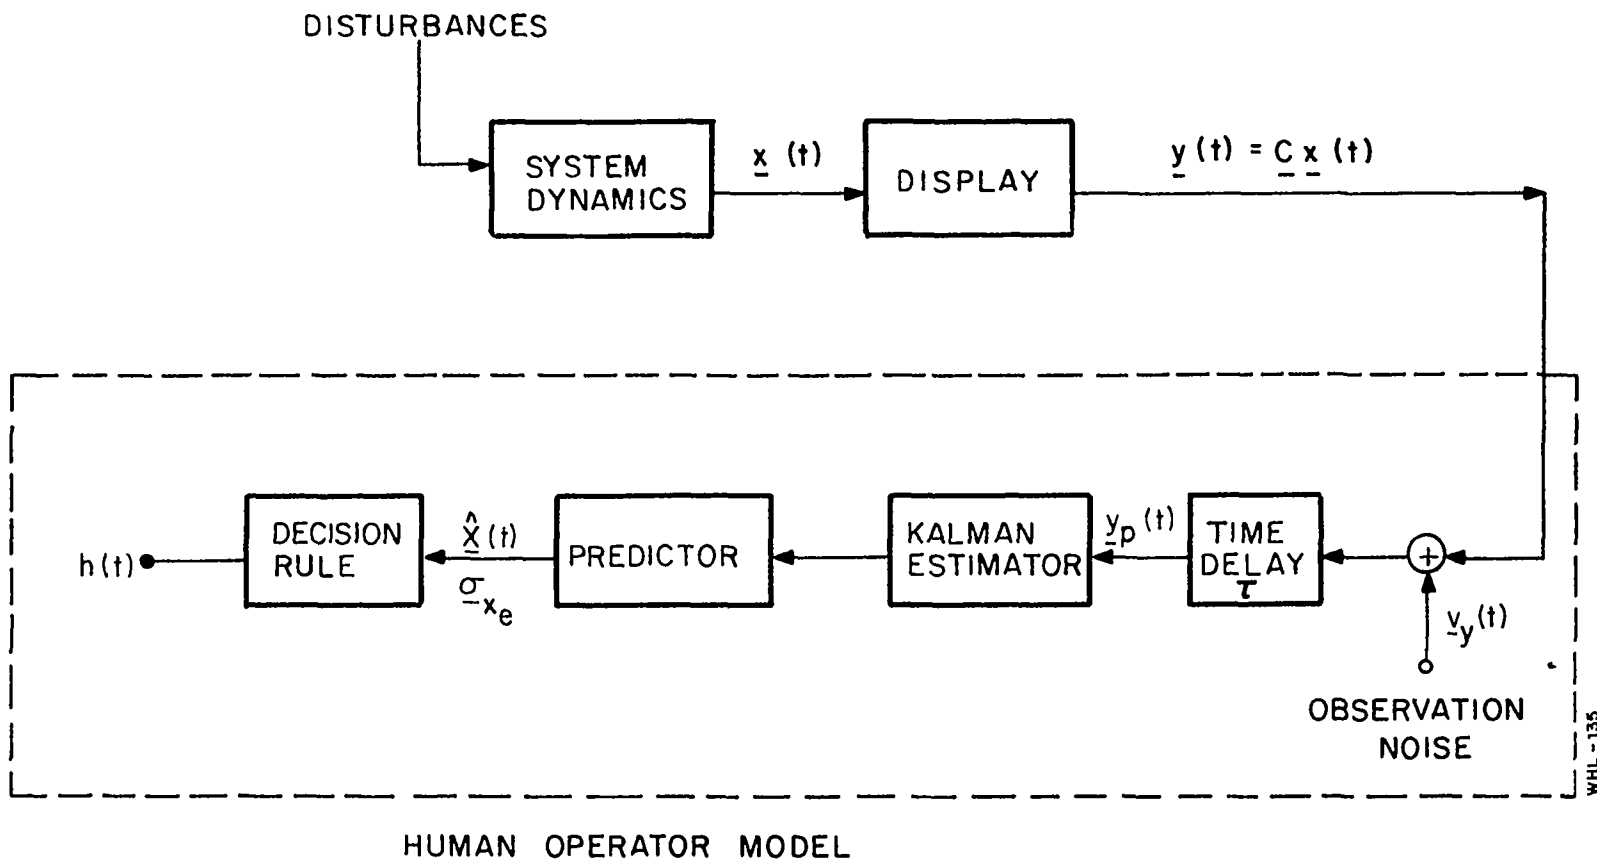 DISTURBANCES
SYSTEM
DYNAMICS
x (t)
DISPLAY
y(t) = C x (t)
DECISION
RULE
h(t)
X̂(t)
σxe
PREDICTOR
KALMAN
ESTIMATOR
yp(t)
TIME
DELAY
τ
+
vy(t)
OBSERVATION
NOISE
WHL-135
HUMAN OPERATOR MODEL